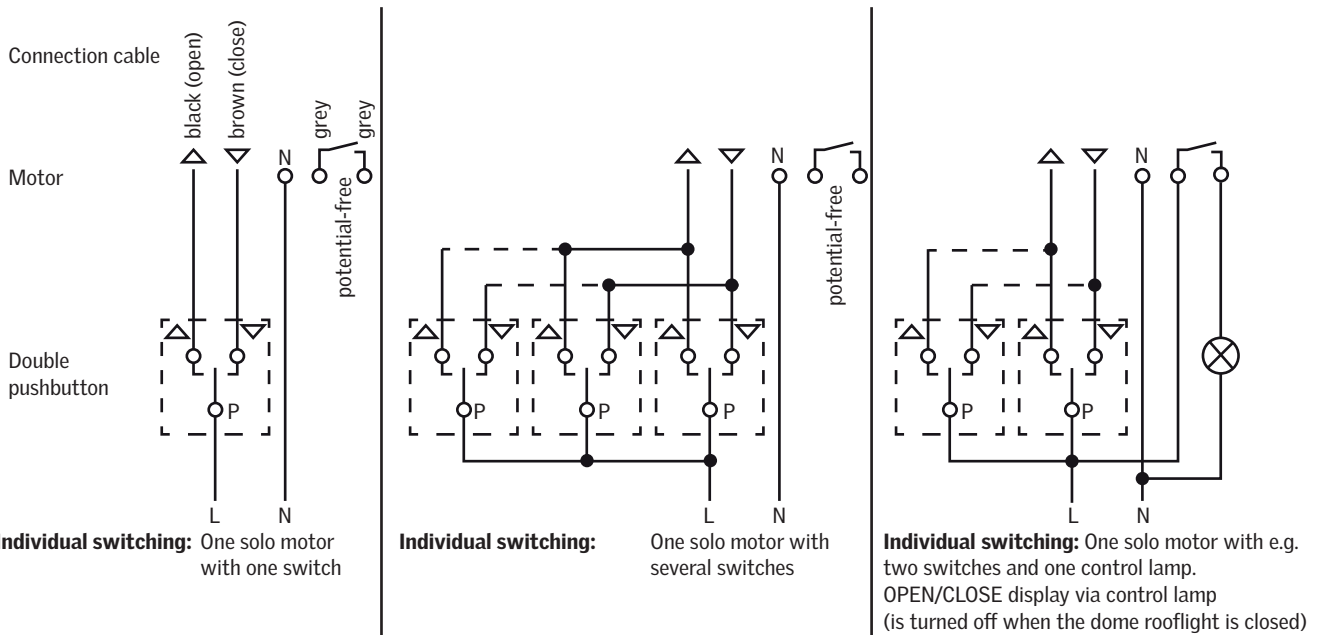 Connection cable
black (open)
brown (close)
grey
grey
Motor
N
potential-free
Double
pushbutton
P
L
N
Individual switching: One solo motor
with one switch
N
potential-free
P
P
P
L
N
Individual switching: One solo motor with
several switches
N
P
P
L
N
Individual switching: One solo motor with e.g.
two switches and one control lamp.
OPEN/CLOSE display via control lamp
(is turned off when the dome rooflight is closed)